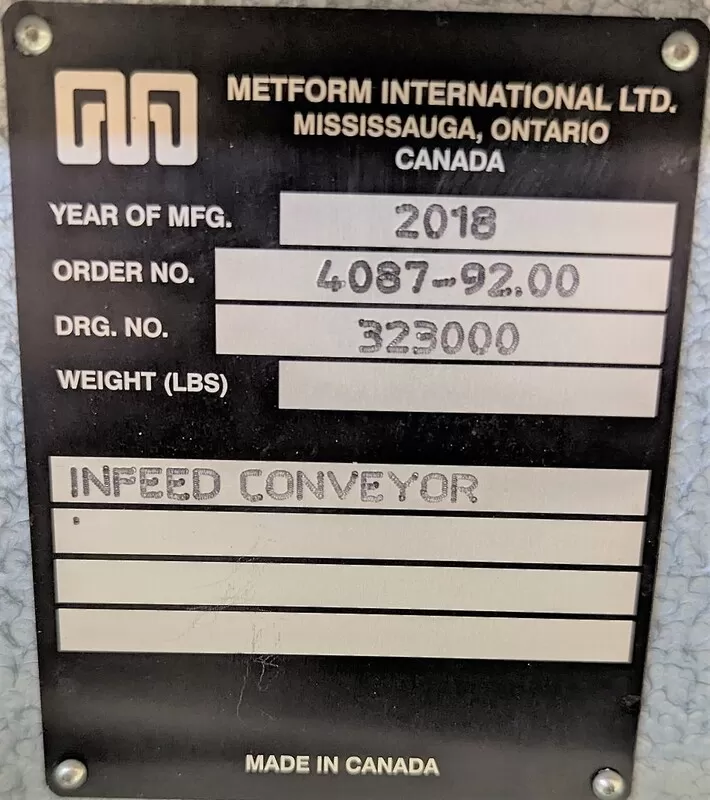 METFORM INTERNATIONAL LTD.
MISSISSAUGA, ONTARIO
CANADA
YEAR OF MFG. 2018
ORDER NO. 4087-92.00
DRG. NO. 323000
WEIGHT (LBS)
INFEED CONVEYOR
MADE IN CANADA